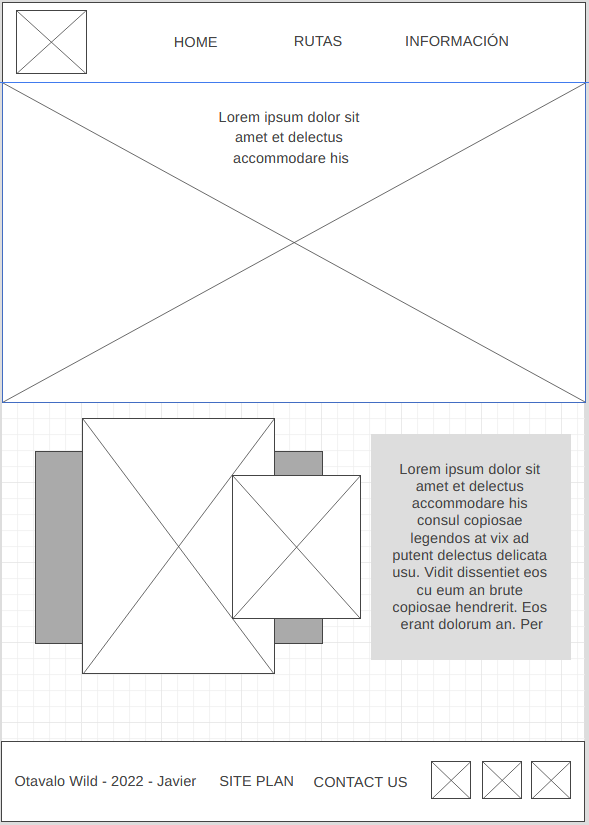 HOME RUTAS INFORMACIÓN
Lorem ipsum dolor sit
amet et delectus
accommodare his
Lorem ipsum dolor sit
amet et delectus
accommodare his
consul copiosae
legendos at vix ad
putent delectus delicata
usu. Vidit dissentiet eos
cu eum an brute
copiosae hendrerit. Eos
erant dolorum an. Per
Otavalo Wild - 2022 - Javier SITE PLAN CONTACT US